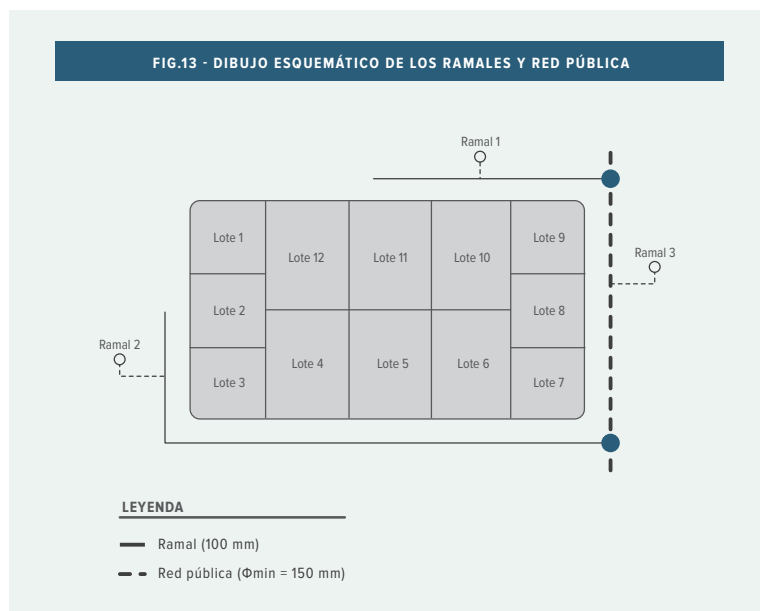 FIG.13 - DIBUJO ESQUEMÁTICO DE LOS RAMALES Y RED PÚBLICA
Ramal 1
Ramal 3
Ramal 2
Lote 1
Lote 12
Lote 11
Lote 10
Lote 9
Lote 2
Lote 8
Lote 3
Lote 4
Lote 5
Lote 6
Lote 7
LEYENDA
Ramal (100 mm)
Red pública (Φmin = 150 mm)